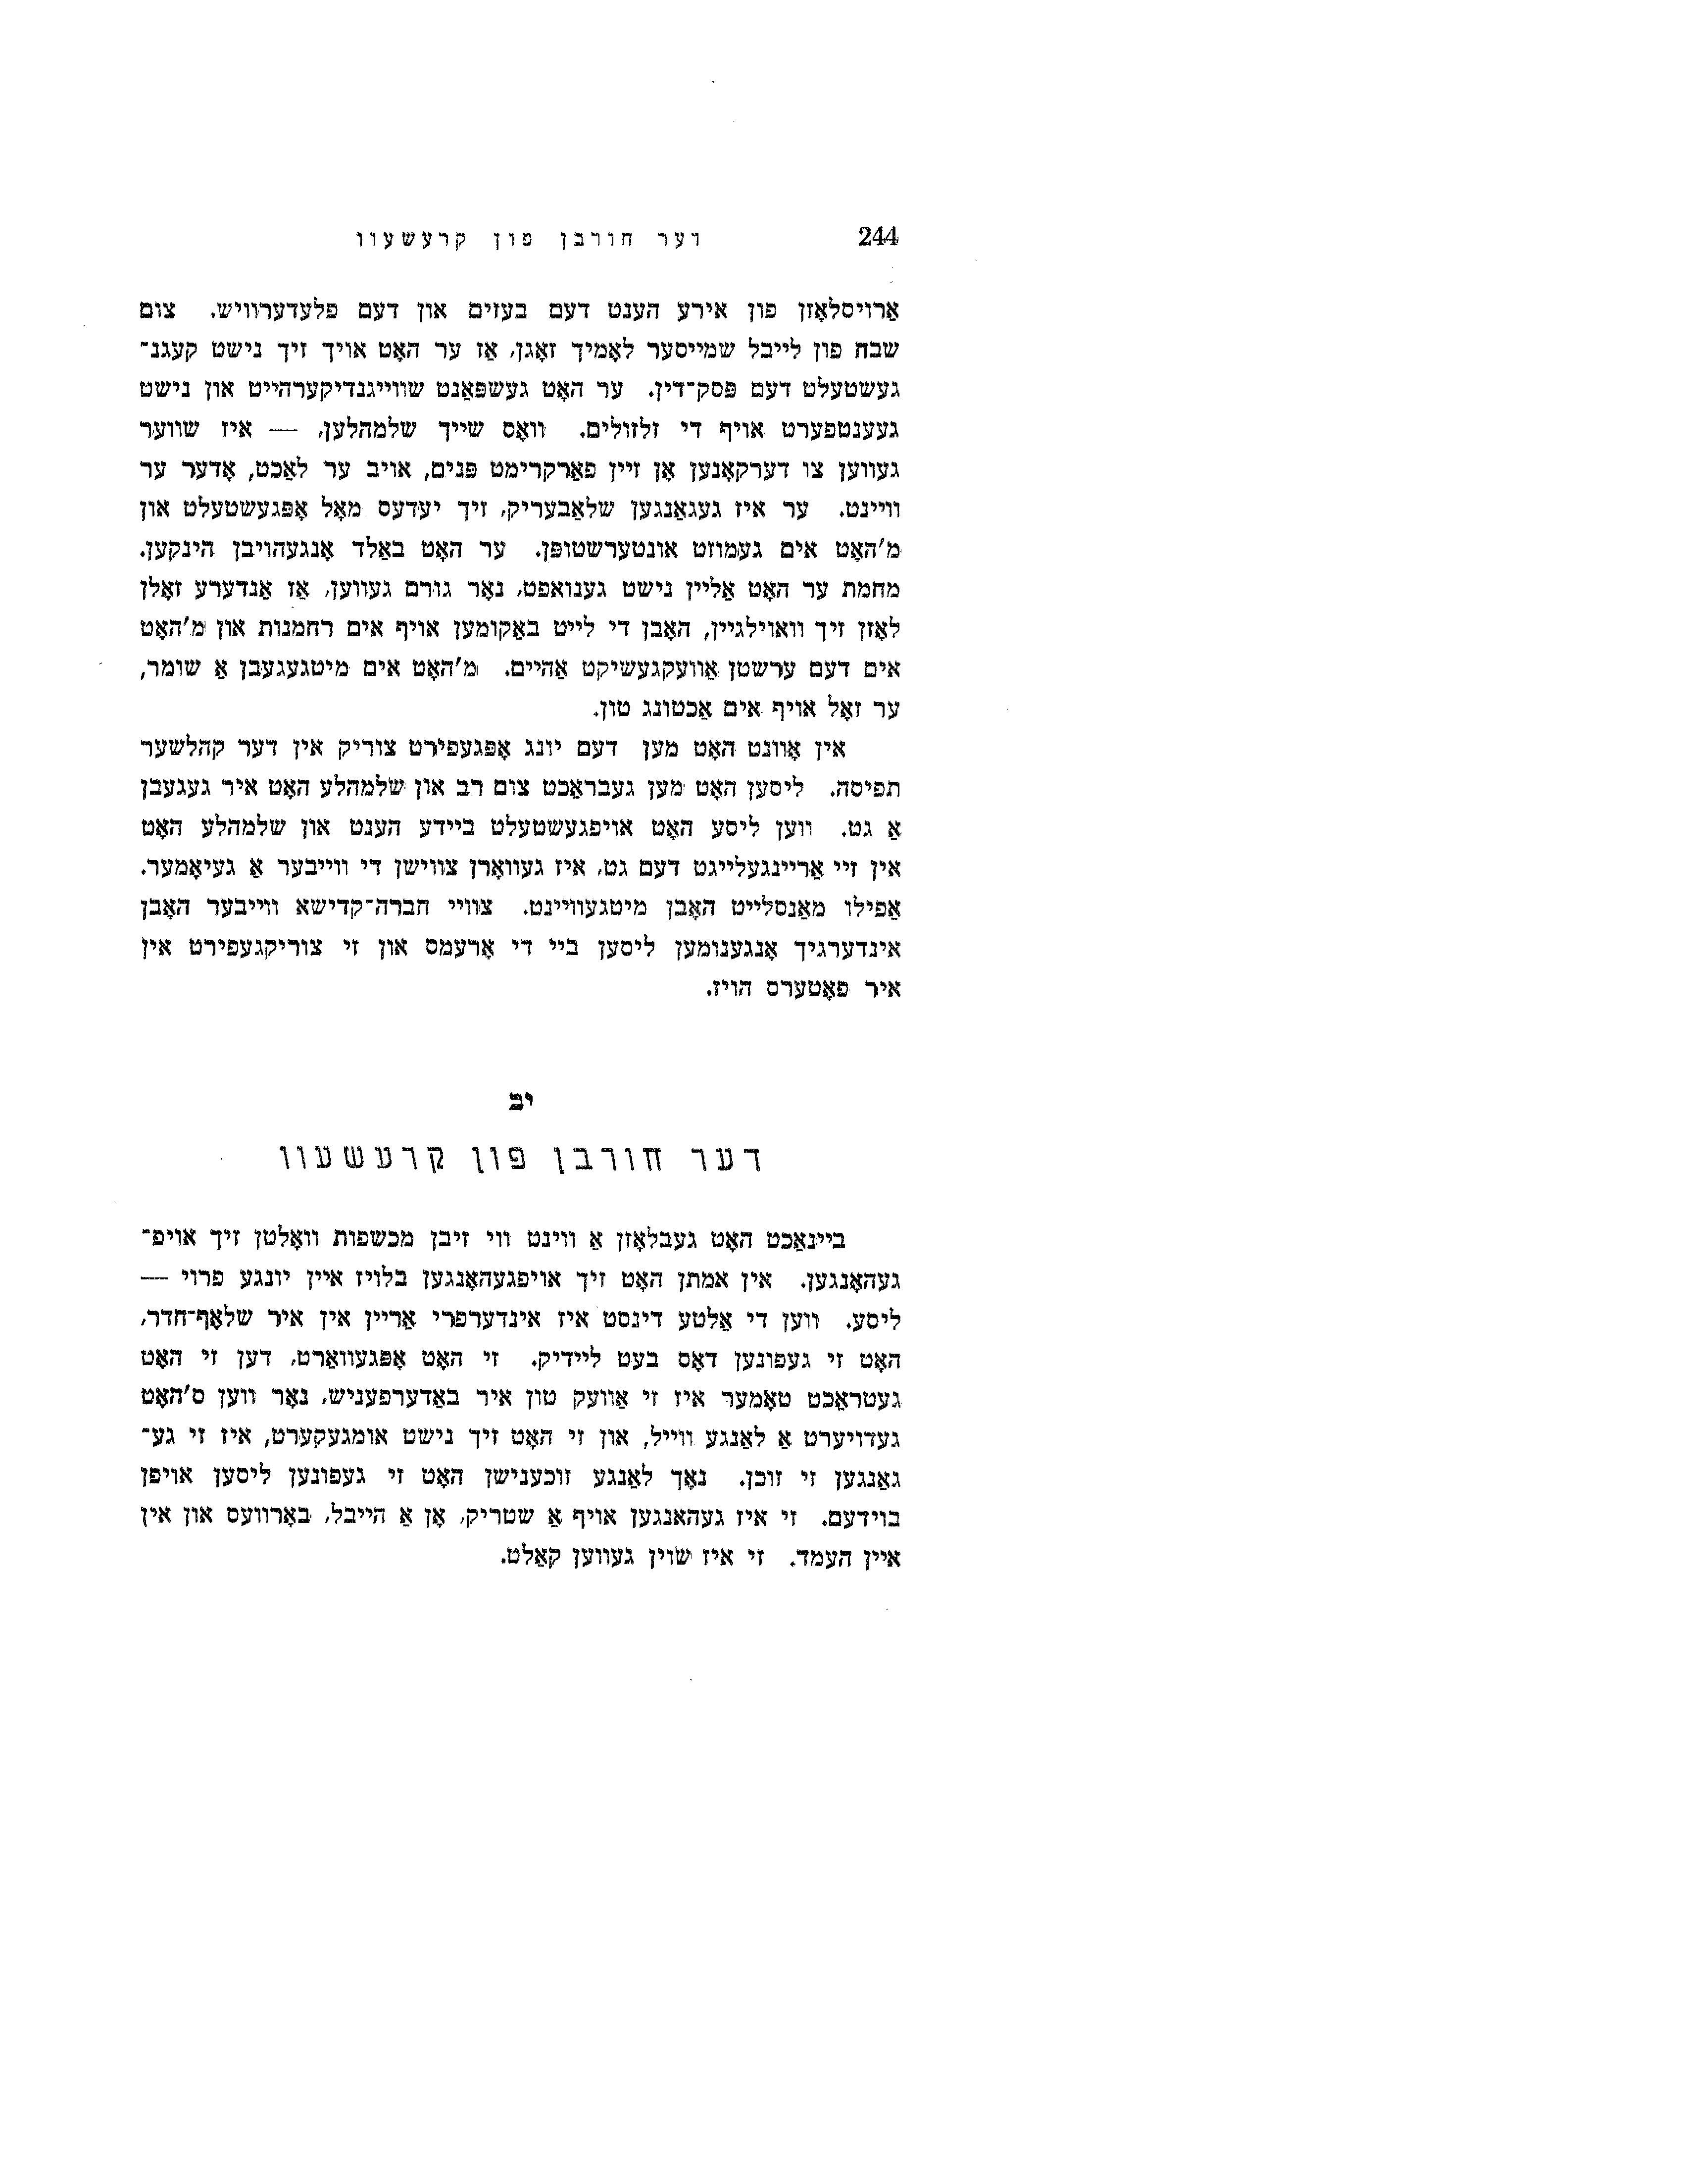 244 דער חורבן פון קרעשעוו
אַרויסלאָזן פון אירע הענט דעם בעזים און דעם פלעדערוויש. צום
שבח פון לייבל שמייסער לאָמיך זאָגן, אַז ער האָט אויך זיך נישט קעגנ־
געשטעלט דעם פּסק־דין. ער האָט געשפּאַנט שווייגנדיקערהייט און נישט
געענטפערט אויף די זלזולים. וואָס שייך שלמהלען, — איז שווער
געווען צו דערקאָנען אָן זיין פאַרקרימט פּנים, אויב ער לאַכט, אָדער ער
וויינט. ער איז געגאַנגען שלאַבעריק, זיך יעדעס מאָל אָפּגעשטעלט און
מ'האָט אים געמוזט אונטערשטופּן. ער האָט באַלד אָנגעהויבן הינקען.
מחמת ער האָט אַליין נישט גענואפט, נאָר גורם געווען, אַז אַנדערע זאָלן
לאָזן זיך וואוילגיין, האָבן די לייט באַקומען אויף אים רחמנות און מ'האָט
אים דעם ערשטן אַוועקגעשיקט אַהיים. מ'האָט אים מיטגעגעבן אַ שומר,
ער זאָל אויף אים אַכטונג טון.
אין אָוונט האָט מען דעם יונג אָפּגעפירט צוריק אין דער קהלשער
תפיסה. ליסען האָט מען געבראַכט צום רב און שלמהלע האָט איר געגעבן
אַ גט. ווען ליסע האָט אויפגעשטעלט ביידע הענט און שלמהלע האָט
אין זיי אַריינגעלייגט דעם גט, איז געוואָרן צווישן די ווייבער אַ געיאָמער.
אַפילו מאַנסלייט האָבן מיטגעוויינט. צוויי חברה־קדישא ווייבער האָבן
אינדערגיך אָנגענומען ליסען ביי די אָרעמס און זי צוריקגעפירט אין
איר פאָטערס הויז.
יב
דער חורבן פון קרעשעוו
ביינאַכט האָט געבלאָזן אַ ווינט ווי זיבן מכשפות וואָלטן זיך אויפ־
געהאָנגען. אין אמתן האָט זיך אויפגעהאָנגען בלויז איין יונגע פרוי —
ליסע. ווען די אַלטע דינסט איז אינדערפרי אַריין אין איר שלאָף־חדר,
האָט זי געפונען דאָס בעט ליידיק. זי האָט אָפּגעוואַרט, דען זי האָט
געטראַכט טאָמער איז זי אַוועק טון איר באַדערפעניש, נאָר ווען ס'האָט
געדויערט אַ לאַנגע ווייל, און זי האָט זיך נישט אומגעקערט, איז זי גע־
גאַנגען זי זוכן. נאָך לאַנגע זוכענישן האָט זי געפונען ליסען אויפן
בוידעם. זי איז געהאנגען אויף אַ שטריק, אָן אַ הייבל, באָרוועס און אין
איין העמד. זי איז שוין געווען קאַלט.